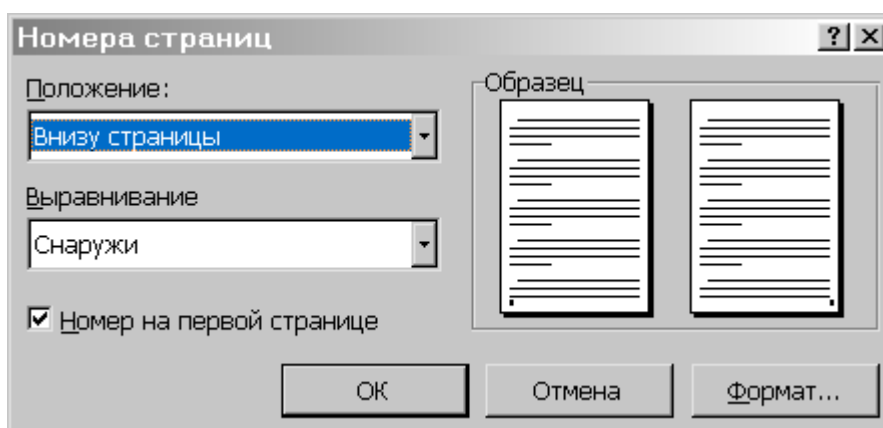 Номера страниц
Положение:
Внизу страницы
Выравнивание
Снаружи
Номер на первой странице
Образец
ОК
Отмена
Формат...